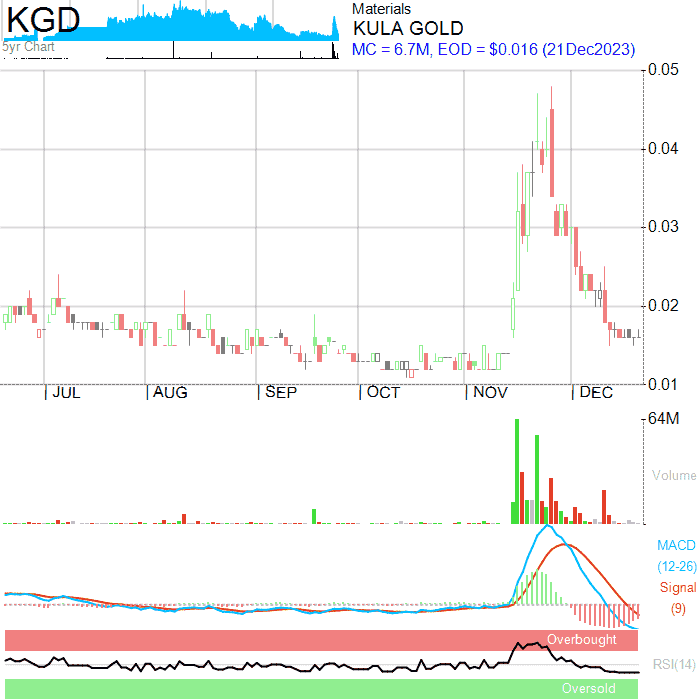 KGD
5yr Chart
Materials
KULA GOLD
MC = 6.7M, EOD = $0.016 (21Dec2023)
0.05
0.04
0.03
0.02
0.01
JUL AUG SEP OCT NOV DEC
64M
Volume
MACD
(12-26)
Signal
(9)
Overbought
RSI(14)
Oversold